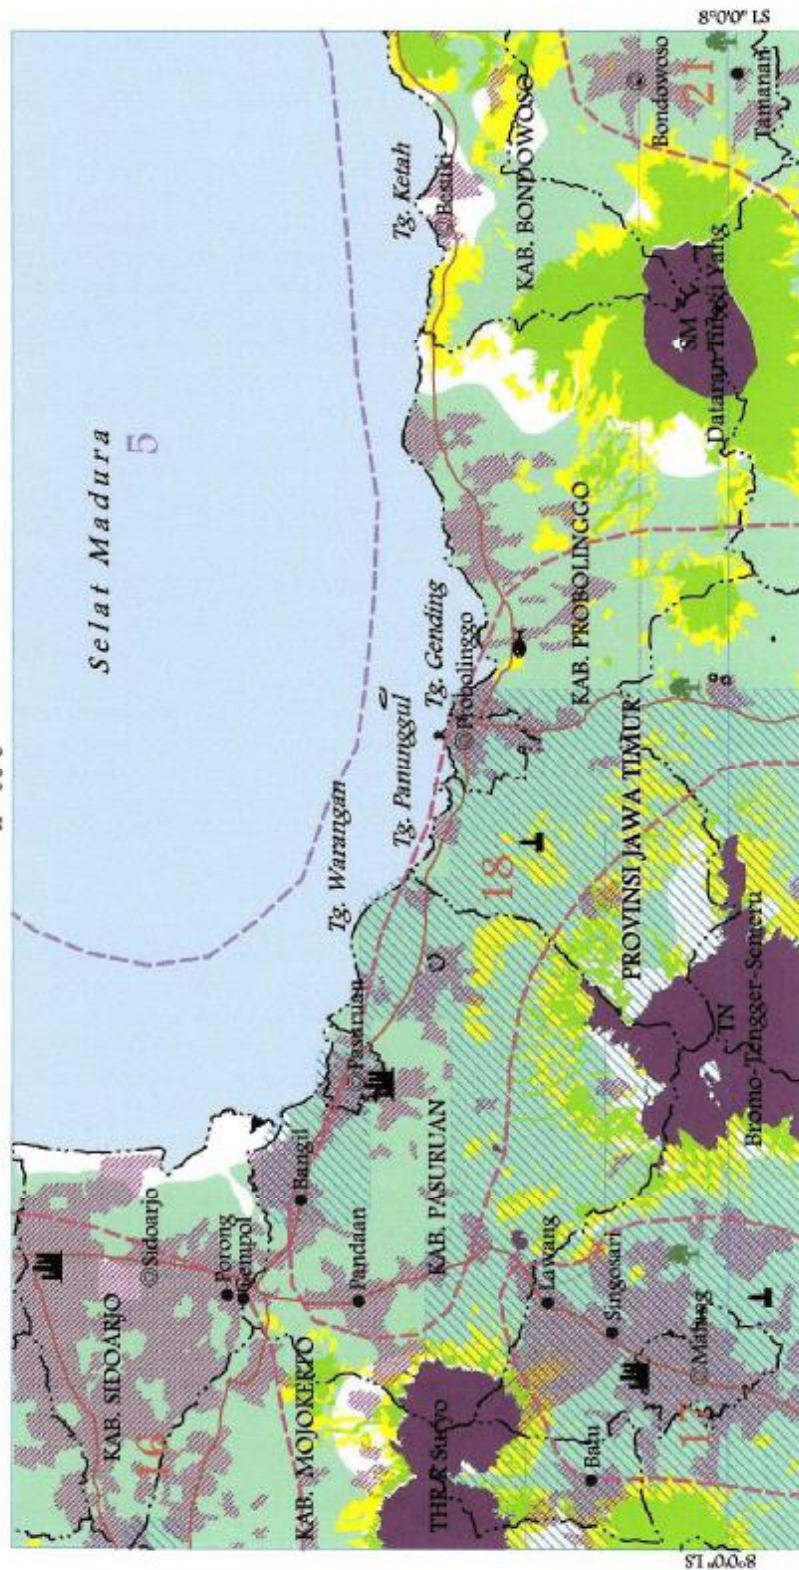 Selat Madura
5
Tg. Ketah
Besuki
KAB. BONDOWOSO
Bondowoso
21
Tamanan
SM
Dataran Tinggi Yang
KAB. PROBOLINGGO
Tg. Gending
Probolinggo
Tg. Panunggul
Tg. Warangan
18
PROVINSI JAWA TIMUR
TN
Bromo-Tengger-Semeru
Pasuruan
KAB. PASURUAN
Bangil
Pandaan
Sidoarjo
Porong
Gempol
KAB. SIDOARJO
16
KAB. MOJOKERTO
THR.R Suryo
Lawang
Singosari
Malang
Batu
8°0'0" LS
8°0'0" LS